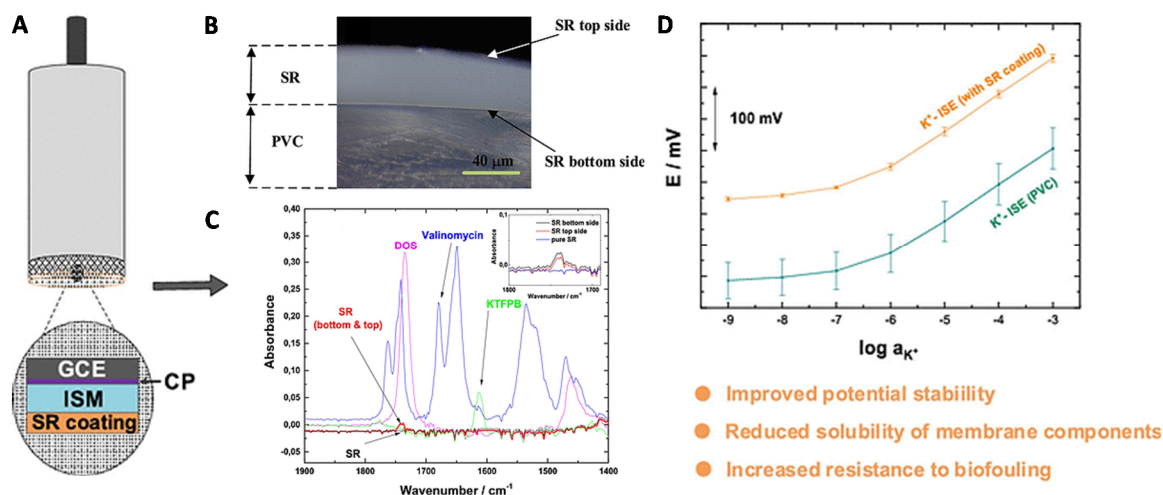 A
GCE
CP
ISM
SR coating
B
SR top side
SR
PVC
SR bottom side
40 µm
C
0,40
0,35
0,30
0,25
0,20
0,15
0,10
0,05
0,00
-0,05
Absorbance
1900
1800
1700
1600
1500
1400
Wavenumber / cm⁻¹
DOS
Valinomycin
KTFPB
SR
(bottom & top)
SR
0,1
0,0
Absorbance
SR bottom side
SR top side
pure SR
1800
1700
Wavenumber / cm⁻¹
D
E / mV
100 mV
K⁺- ISE (with SR coating)
K⁺- ISE (PVC)
-9
-8
-7
-6
-5
-4
-3
log a_K⁺
Improved potential stability
Reduced solubility of membrane components
Increased resistance to biofouling